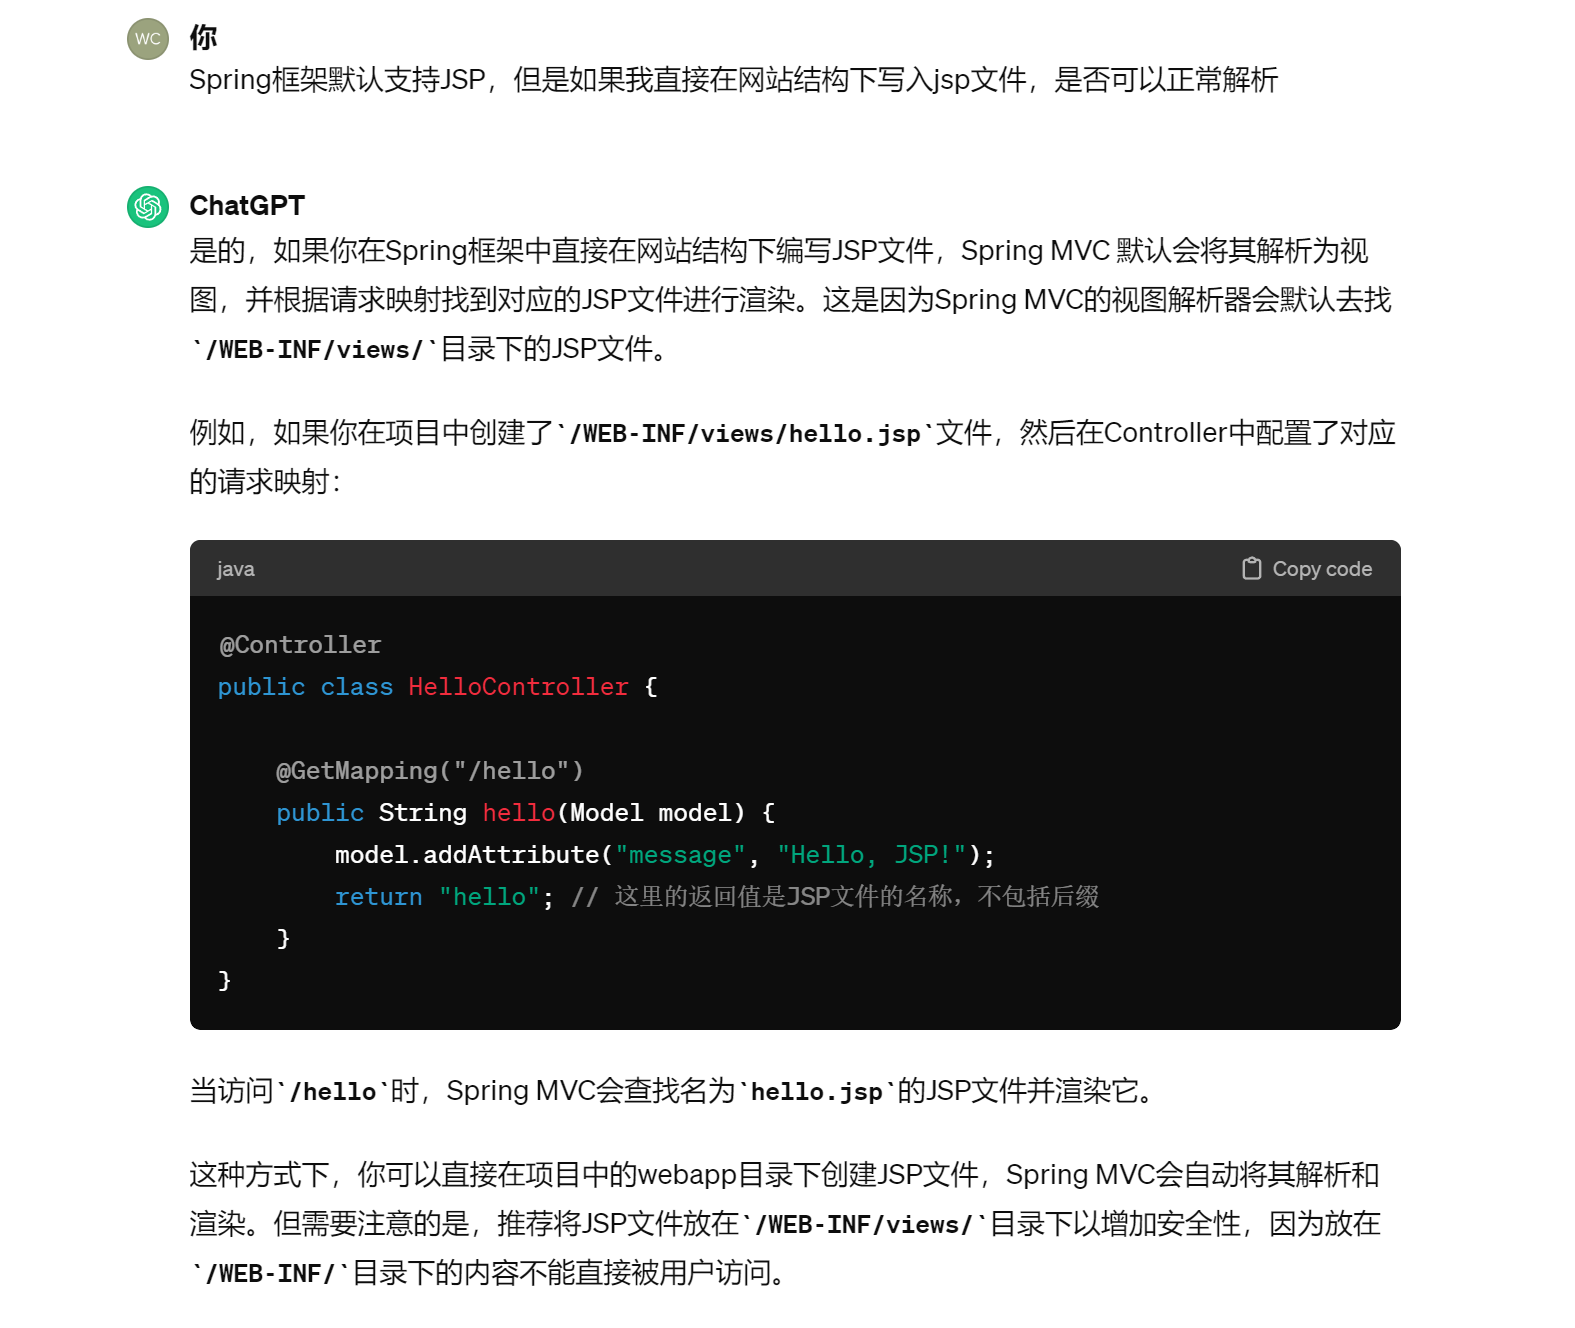 WC
你
Spring框架默认支持JSP，但是如果我直接在网站结构下写入jsp文件，是否可以正常解析
ChatGPT
是的，如果你在Spring框架中直接在网站结构下编写JSP文件，Spring MVC 默认会将其解析为视
图，并根据请求映射找到对应的JSP文件进行渲染。这是因为Spring MVC的视图解析器会默认去找
`/WEB-INF/views/`目录下的JSP文件。
例如，如果你在项目中创建了`/WEB-INF/views/hello.jsp`文件，然后在Controller中配置了对应
的请求映射：
java
Copy code
@Controller
public class HelloController {
    @GetMapping("/hello")
    public String hello(Model model) {
        model.addAttribute("message", "Hello, JSP!");
        return "hello"; // 这里的返回值是JSP文件的名称，不包括后缀
    }
}
当访问`/hello`时，Spring MVC会查找名为`hello.jsp`的JSP文件并渲染它。
这种方式下，你可以直接在项目中的webapp目录下创建JSP文件，Spring MVC会自动将其解析和
渲染。但需要注意的是，推荐将JSP文件放在`/WEB-INF/views/`目录下以增加安全性，因为放在
`/WEB-INF/`目录下的内容不能直接被用户访问。